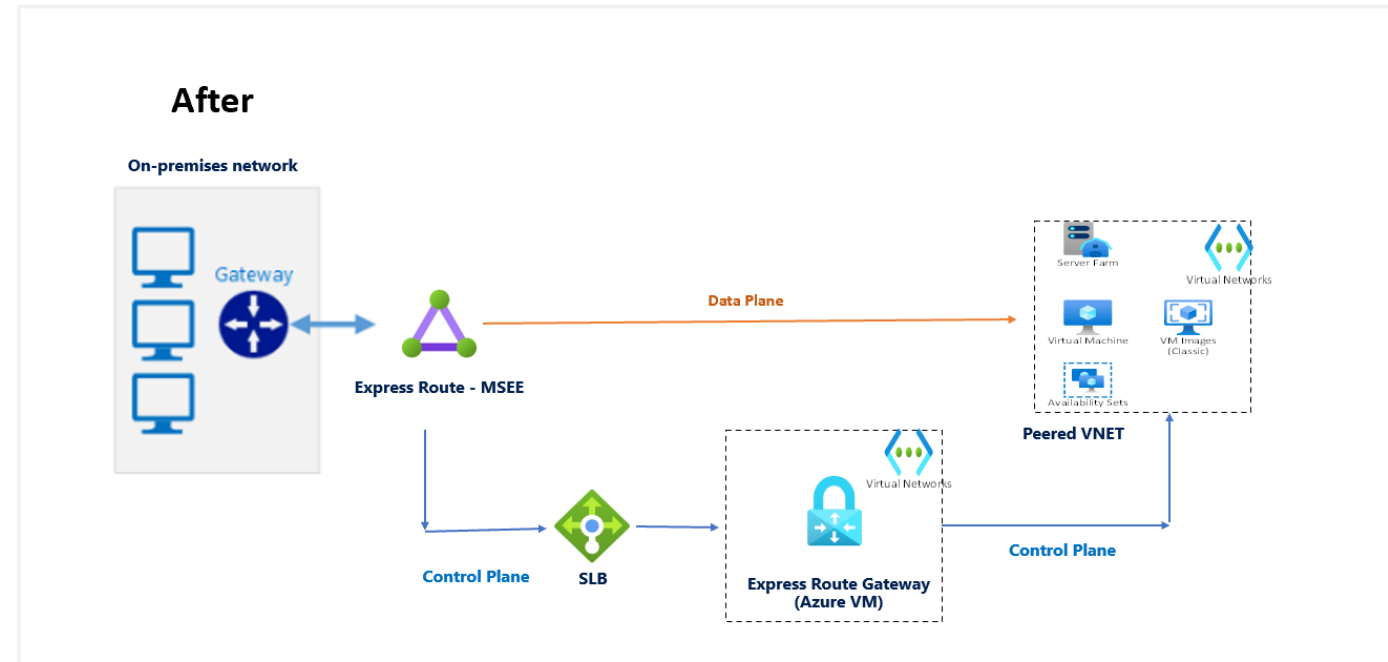 After
On-premises network
Gateway
Express Route - MSEE
Data Plane
Server Farm
Virtual Networks
Virtual Machine
VM Images
(Classic)
Availability Sets
Peered VNET
Virtual Networks
Control Plane
SLB
Express Route Gateway
(Azure VM)
Control Plane